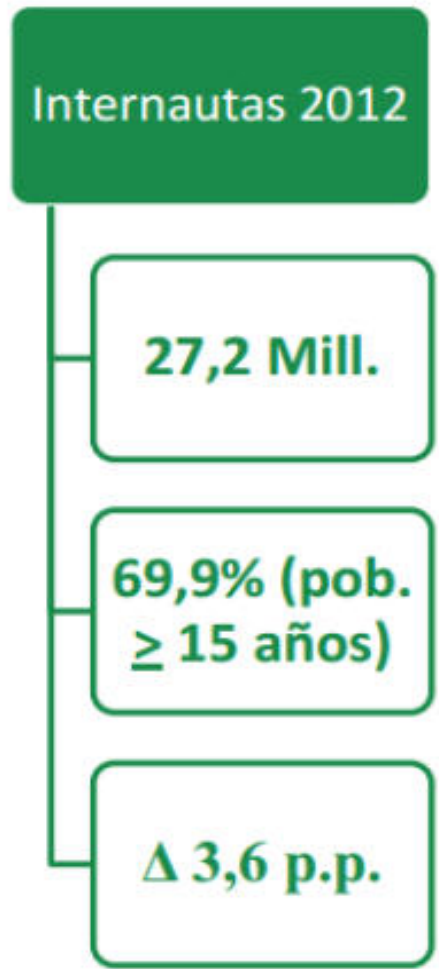 Internautas 2012
27,2 Mill.
69,9% (pob.
≥ 15 años)
Δ 3,6 p.p.